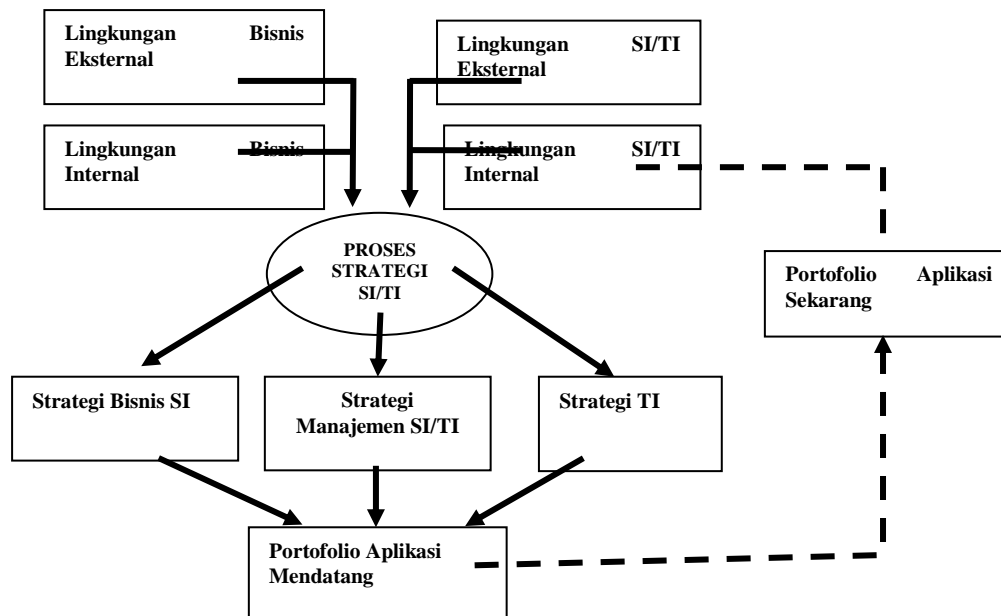 Lingkungan Bisnis
Eksternal
Lingkungan SI/TI
Eksternal
Lingkungan Bisnis
Internal
Lingkungan SI/TI
Internal
PROSES
STRATEGI
SI/TI
Portofolio Aplikasi
Sekarang
Strategi Bisnis SI
Strategi
Manajemen SI/TI
Strategi TI
Portofolio Aplikasi
Mendatang